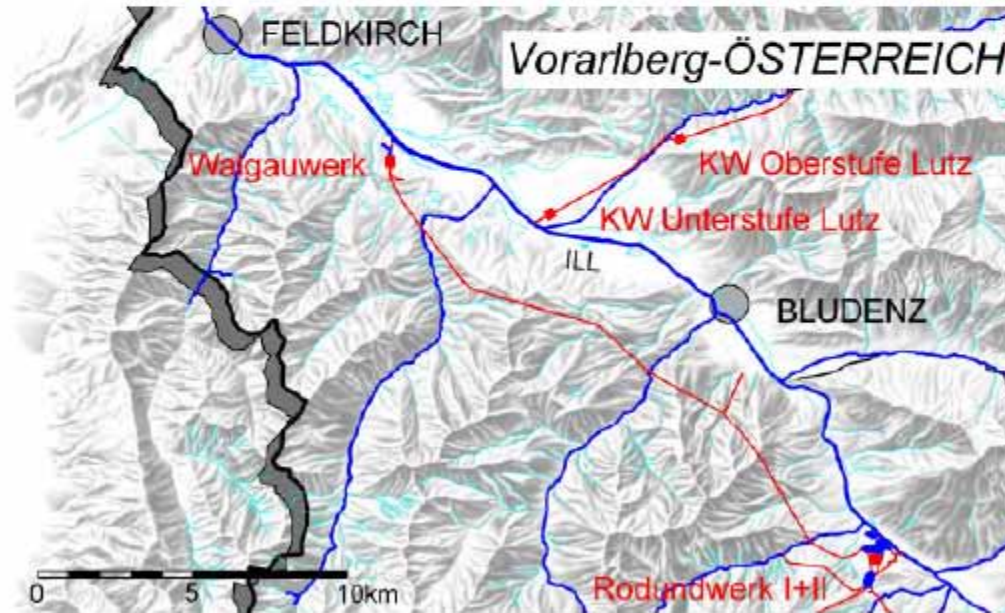 FELDKIRCH
Vorarlberg-ÖSTERREICH
Walgauwerk
KW Oberstufe Lutz
KW Unterstufe Lutz
ILL
BLUDENZ
Rodundwerk I+II
0 5 10km